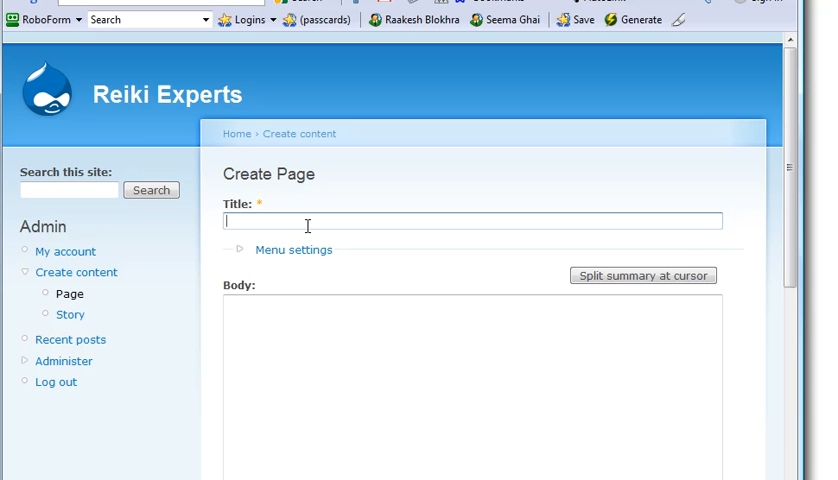 RoboForm Search Logins (passcards) Raakesh Blokhra Seema Ghai Save Generate
Reiki Experts
Home › Create content
Search this site:
Search
Admin
My account
Create content
Page
Story
Recent posts
Administer
Log out
Create Page
Title: *
Menu settings
Split summary at cursor
Body: